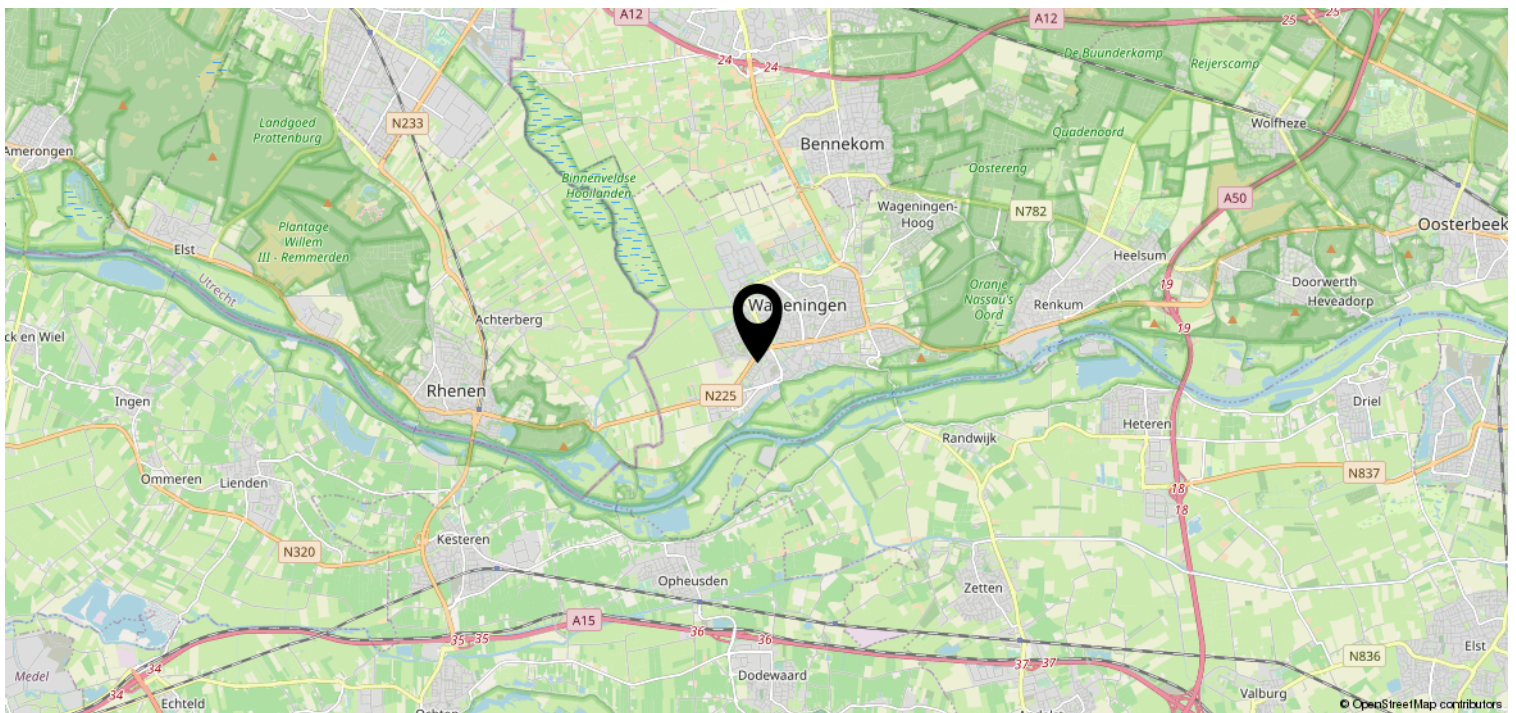 A12
A12
25
25
24
24
De Buunderkamp
Reijerscamp
Landgoed
Prattenburg
N233
Wolfheze
Quadenoord
Amerongen
Bennekom
Oostereng
Binnenveldse
Hooilanden
A50
Wageningen-
Hoog
N782
Plantage
Willem
III - Remmerden
Oosterbeek
Elst
Heelsum
Utrecht
Oranje
Nassau's
Oord
19
Doorwerth
Heveadorp
Wageningen
Renkum
Achterberg
19
ck en Wiel
Rhenen
N225
Ingen
Driel
Heteren
Randwijk
Ommeren
Lienden
N837
18
18
Kesteren
N320
Opheusden
Zetten
A15
35
35
36
36
Elst
N836
37
37
34
34
Medel
Dodewaard
Valburg
Echteld
© OpenStreetMap contributors